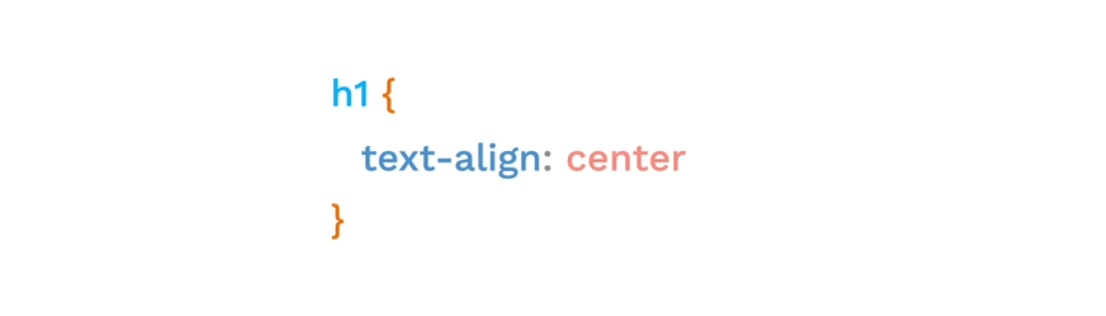 h1 {
text-align: center
}